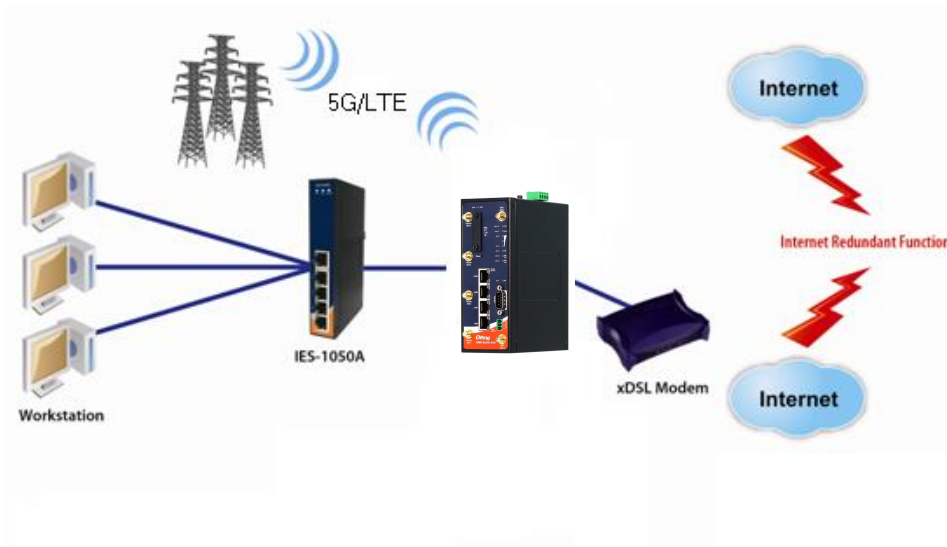 5G/LTE
Internet
Internet Redundant Function
IES-1050A
Workstation
xDSL Modem
Internet